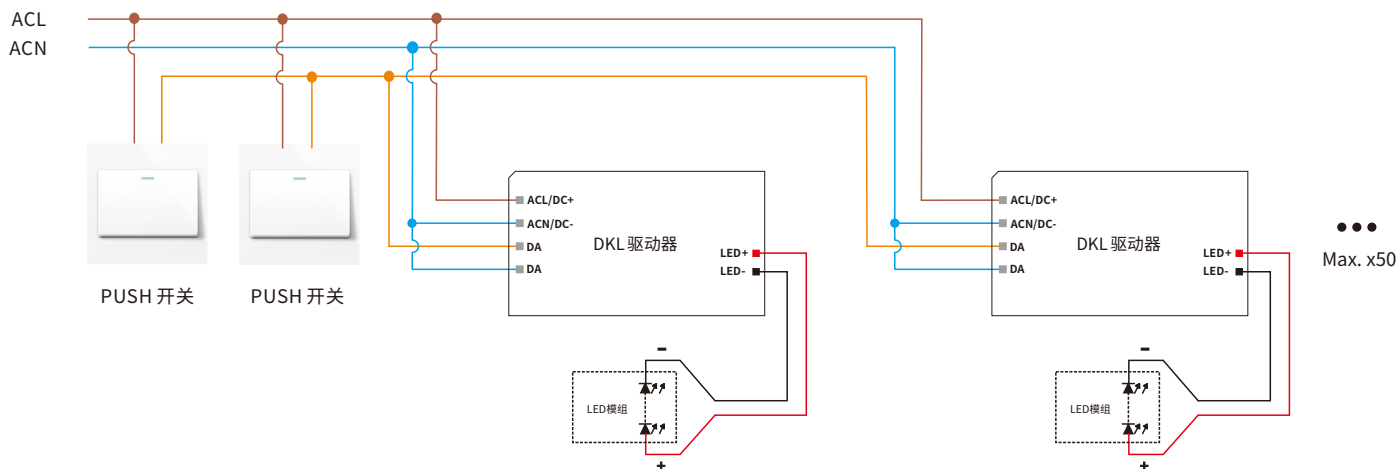 ACL
ACN
PUSH 开关
PUSH 开关
ACL/DC+
ACN/DC-
DA
DA
DKL 驱动器
LED+
LED-
ACL/DC+
ACN/DC-
DA
DA
DKL 驱动器
LED+
LED-
•••
Max. x50
-
LED模组
+
-
LED模组
+